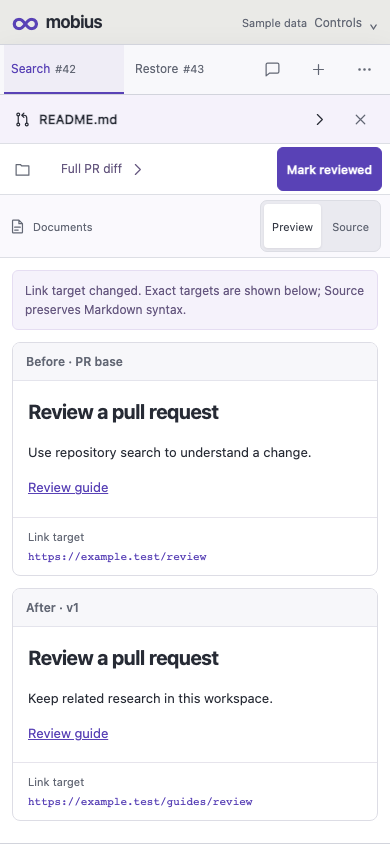 mobius
Sample data Controls
Search #42
Restore #43
README.md
Full PR diff
Mark reviewed
Documents
Preview
Source
Link target changed. Exact targets are shown below; Source
preserves Markdown syntax.
Before · PR base
Review a pull request
Use repository search to understand a change.
Review guide
Link target
https://example.test/review
After · v1
Review a pull request
Keep related research in this workspace.
Review guide
Link target
https://example.test/guides/review